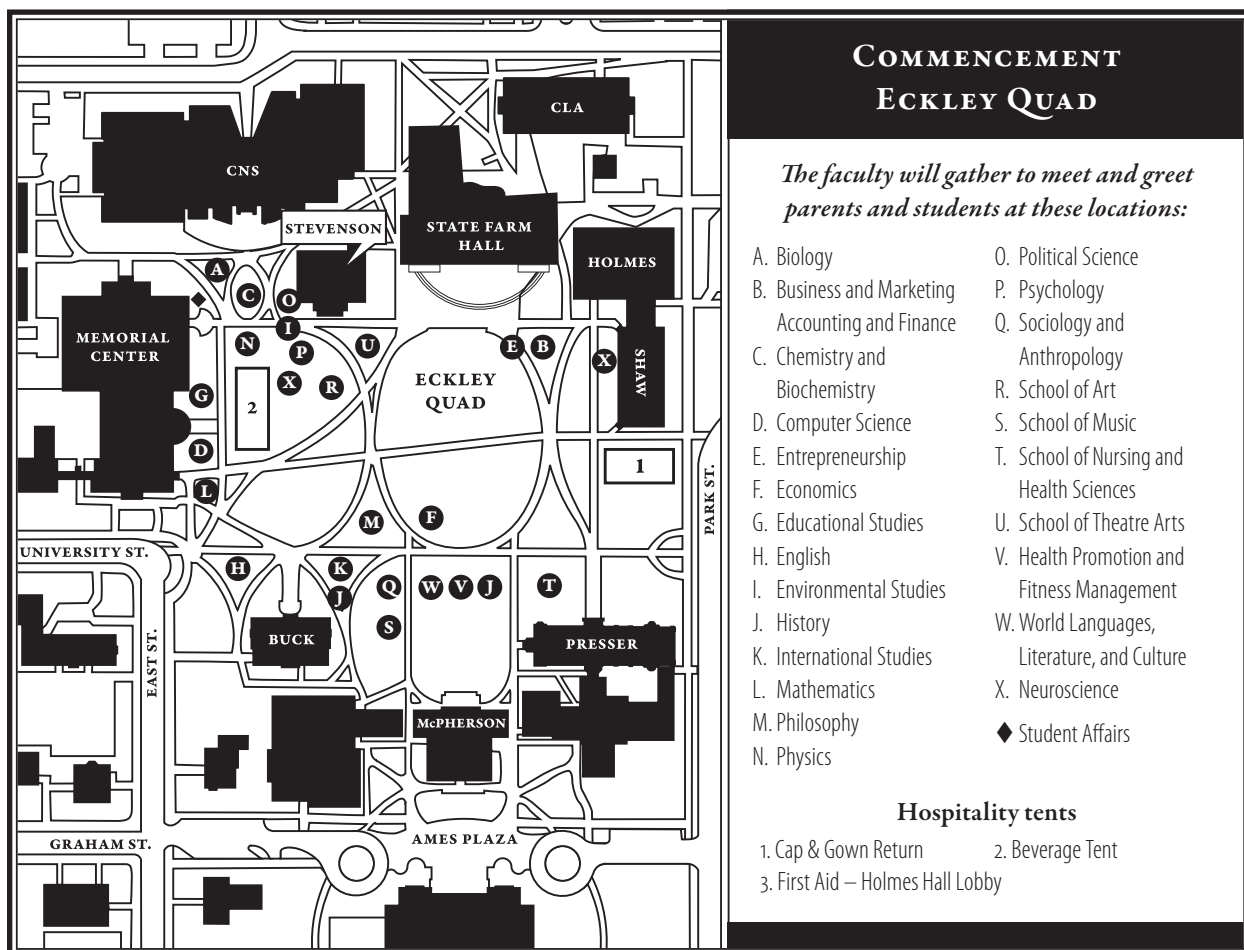 CNS
CLA
STEVENSON
STATE FARM
HALL
HOLMES
A
C
O
MEMORIAL
CENTER
I
N
P
U
E
B
X
SHAW
ECKLEY
QUAD
X
R
G
2
D
1
L
PARK ST.
M
F
UNIVERSITY ST.
H
K
J
Q
W
V
J
T
S
BUCK
PRESSER
EAST ST.
McPHERSON
GRAHAM ST.
AMES PLAZA
COMMENCEMENT
ECKLEY QUAD
The faculty will gather to meet and greet
parents and students at these locations:
A. Biology
B. Business and Marketing
Accounting and Finance
C. Chemistry and
Biochemistry
D. Computer Science
E. Entrepreneurship
F. Economics
G. Educational Studies
H. English
I. Environmental Studies
J. History
K. International Studies
L. Mathematics
M. Philosophy
N. Physics
O. Political Science
P. Psychology
Q. Sociology and
Anthropology
R. School of Art
S. School of Music
T. School of Nursing and
Health Sciences
U. School of Theatre Arts
V. Health Promotion and
Fitness Management
W. World Languages,
Literature, and Culture
X. Neuroscience
♦ Student Affairs
Hospitality tents
1. Cap & Gown Return
2. Beverage Tent
3. First Aid – Holmes Hall Lobby